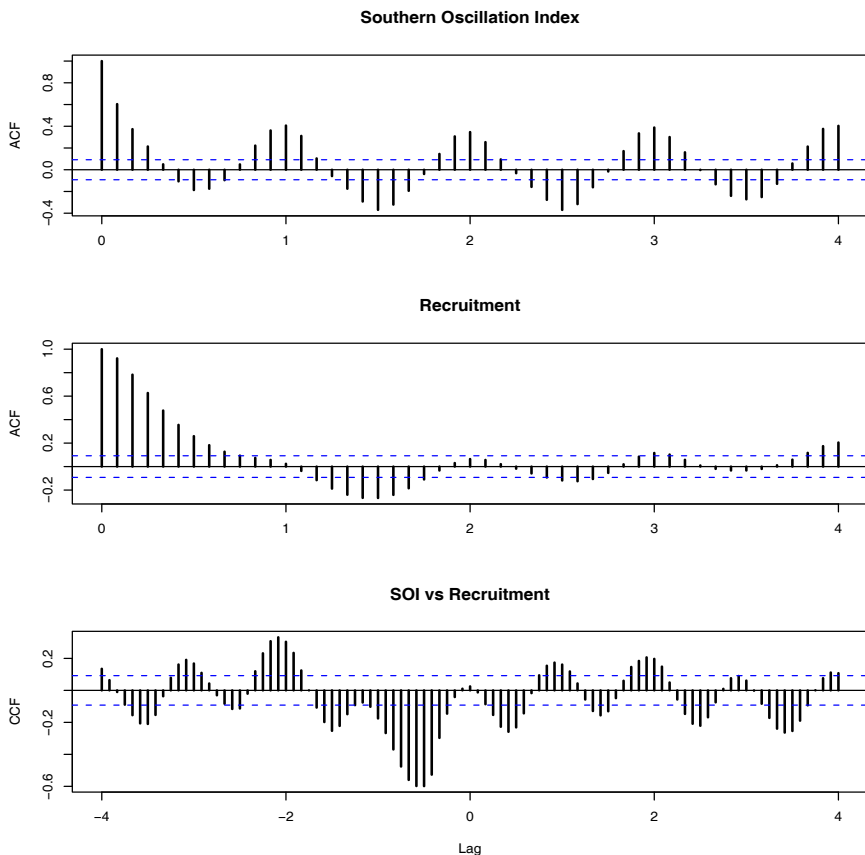 Southern Oscillation Index
ACF
0.8
0.4
0.0
−0.4
0 1 2 3 4
Recruitment
ACF
1.0
0.6
0.2
−0.2
0 1 2 3 4
SOI vs Recruitment
CCF
0.2
−0.2
−0.6
−4 −2 0 2 4
Lag